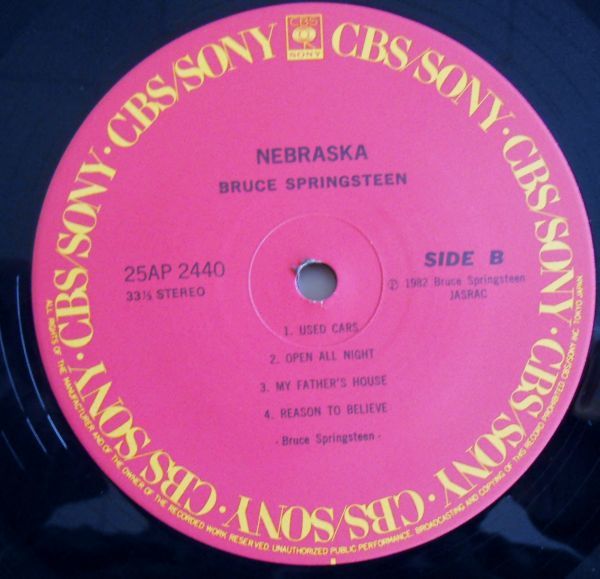 CBS/SONY · CBS/SONY · CBS/SONY · CBS/SONY · CBS/SONY · CBS/SONY · CBS/SONY · CBS/SONY · CBS/SONY
CBS
SONY
NEBRASKA
BRUCE SPRINGSTEEN
25AP 2440
33⅓ STEREO
SIDE B
Ⓟ 1982 Bruce Springsteen
JASRAC
1. USED CARS
2. OPEN ALL NIGHT
3. MY FATHER'S HOUSE
4. REASON TO BELIEVE
- Bruce Springsteen -
ALL RIGHTS OF THE MANUFACTURER AND OF THE OWNER OF THE RECORDED WORK RESERVED. UNAUTHORIZED PUBLIC PERFORMANCE, BROADCASTING AND COPYING OF THIS RECORD PROHIBITED CBS/SONY INC. TOKYO JAPAN